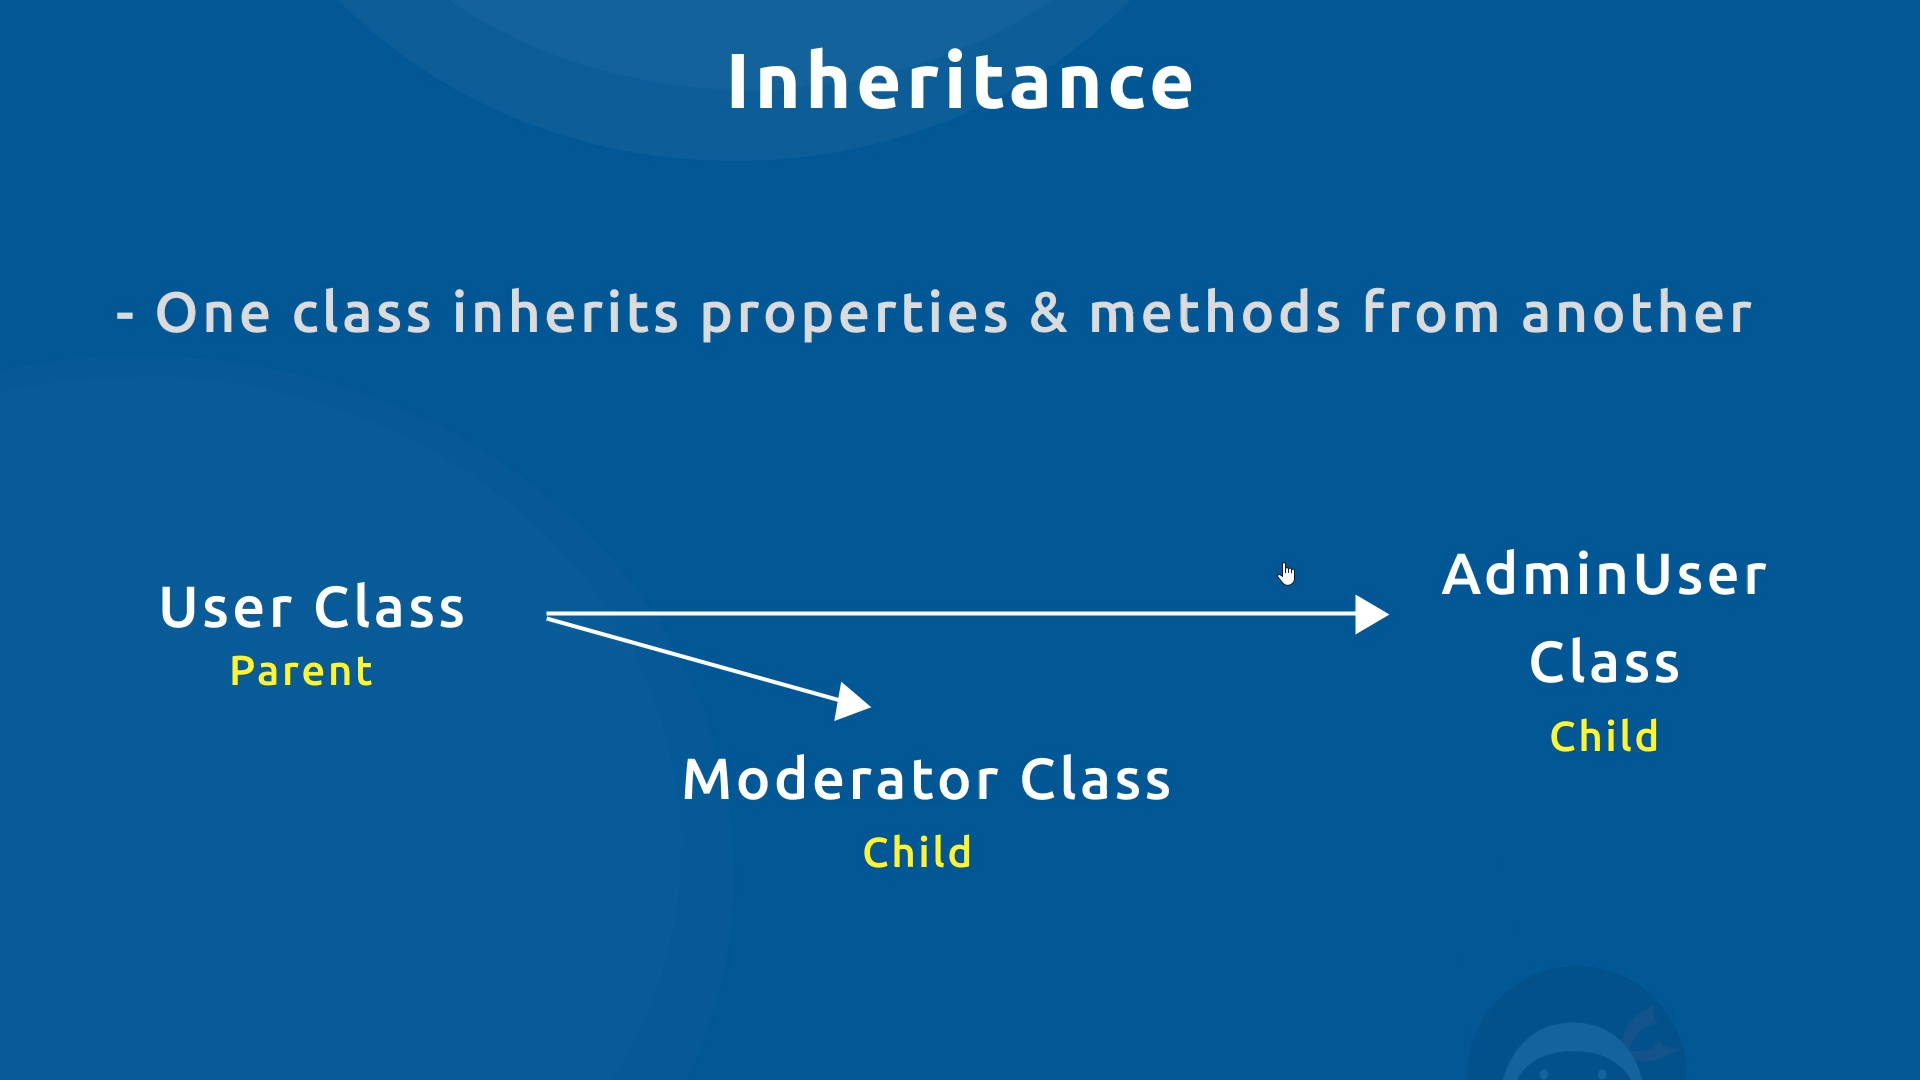 Inheritance
- One class inherits properties & methods from another
User Class
Parent
AdminUser
Class
Child
Moderator Class
Child